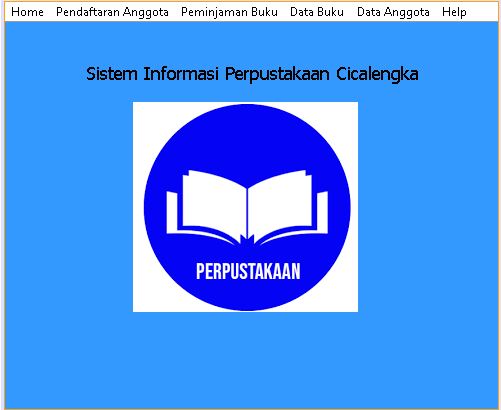 Home Pendaftaran Anggota Peminjaman Buku Data Buku Data Anggota Help
Sistem Informasi Perpustakaan Cicalengka
PERPUSTAKAAN